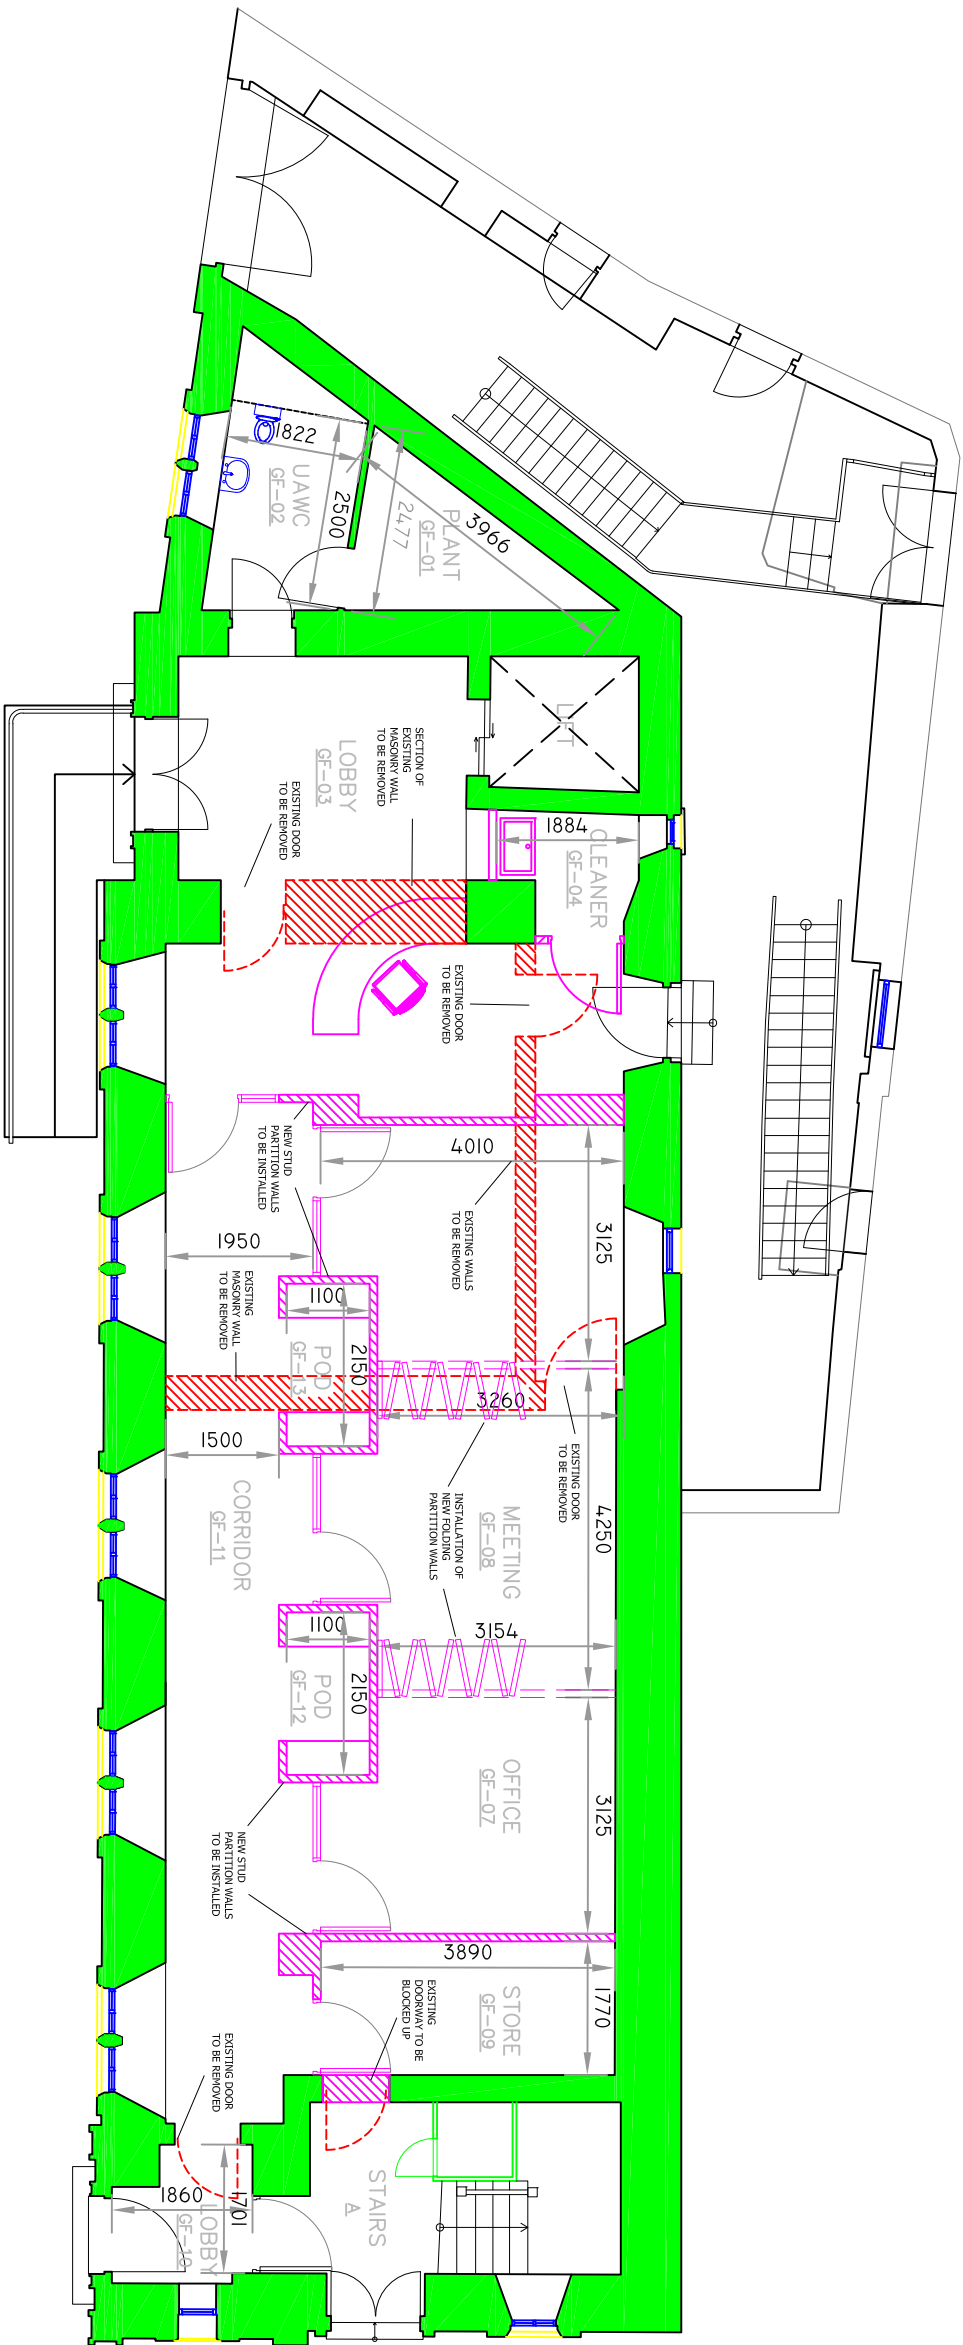 1822
UAWC
GF-02
2500
2477
PLANT
GF-01
3966
LIFT
LOBBY
GF-03
SECTION OF
EXISTING
MASONRY WALL
TO BE REMOVED
EXISTING DOOR
TO BE REMOVED
1884
CLEANER
GF-04
EXISTING DOOR
TO BE REMOVED
NEW STUD
PARTITION WALLS
TO BE INSTALLED
4010
EXISTING WALLS
TO BE REMOVED
3125
1950
EXISTING
MASONRY WALL
TO BE REMOVED
1100
2150
POD
GF-13
3260
EXISTING DOOR
TO BE REMOVED
1500
CORRIDOR
GF-11
INSTALLATION OF
NEW FOLDING
PARTITION WALLS
MEETING
GF-08
4250
1100
2150
POD
GF-12
3154
OFFICE
GF-07
3125
NEW STUD
PARTITION WALLS
TO BE INSTALLED
3890
STORE
GF-09
1770
EXISTING
DOORWAY TO BE
BLOCKED UP
EXISTING DOOR
TO BE REMOVED
1860
1701
LOBBY
GF-10
STAIRS
A